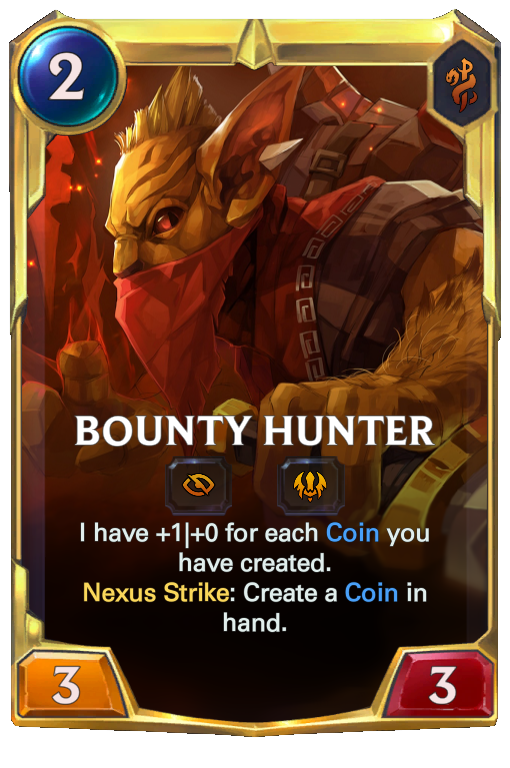 2
BOUNTY HUNTER
I have +1|+0 for each Coin you
have created.
Nexus Strike: Create a Coin in
hand.
3
3